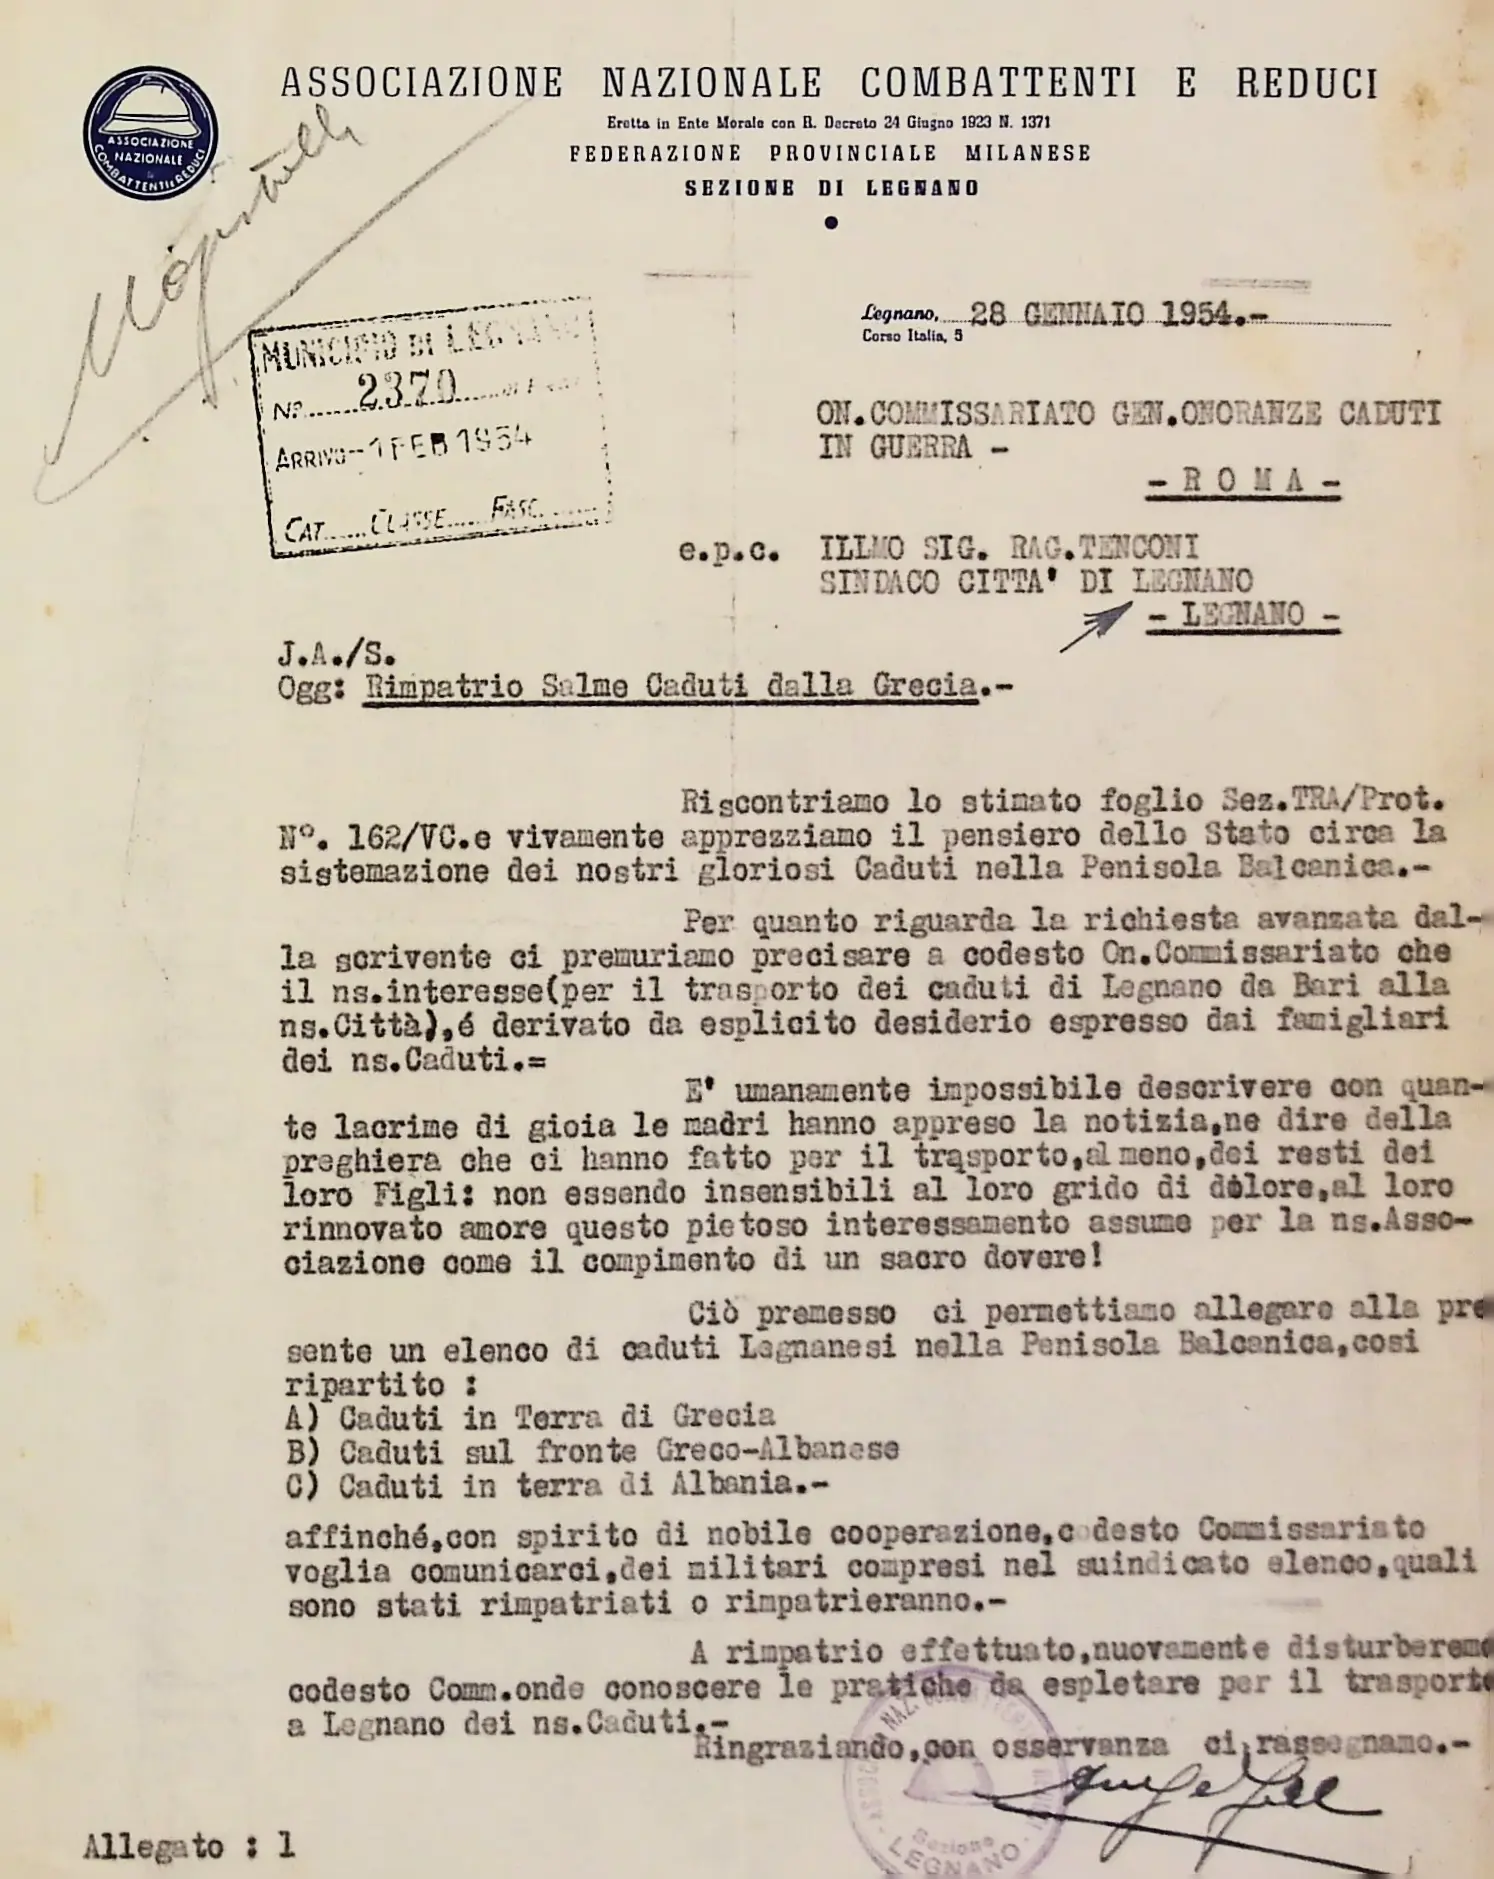 ASSOCIAZIONE NAZIONALE COMBATTENTI E REDUCI
Eretta in Ente Morale con R. Decreto 24 Giugno 1923 N. 1371
FEDERAZIONE PROVINCIALE MILANESE
SEZIONE DI LEGNANO
ASSOCIAZIONE
NAZIONALE
COMBATTENTI E REDUCI
MUNICIPIO DI LEGNANO
Nº. 2370
ARRIVO - 1 FEB 1954
CAT. CLASSE FASC.
Legnano, 28 GENNAIO 1954.-
Corso Italia, 5
ON.COMMISSARIATO GEN.ONORANZE CADUTI
IN GUERRA -
- R O M A -
e.p.c. ILLMO SIG. RAG.TENCONI
SINDACO CITTA' DI LEGNANO
- LEGNANO -
J.A./S.
Ogg: Rimpatrio Salme Caduti dalla Grecia.-
Riscontriamo lo stimato foglio Sez.TRA/Prot.
N°. 162/VC.e vivamente apprezziamo il pensiero dello Stato circa la
sistemazione dei nostri gloriosi Caduti nella Penisola Balcanica.-
Per quanto riguarda la richiesta avanzata dal-
la scrivente ci premuriamo precisare a codesto On.Commissariato che
il ns.interesse(per il trasporto dei caduti di Legnano da Bari alla
ns.Città),é derivato da esplicito desiderio espresso dai famigliari
dei ns.Caduti.=
E' umanamente impossibile descrivere con quan-
te lacrime di gioia le madri hanno appreso la notizia,ne dire della
preghiera che ci hanno fatto per il trasporto,almeno,dei resti dei
loro Figli: non essendo insensibili al loro grido di dolore,al loro
rinnovato amore questo pietoso interessamento assume per la ns.Asso-
ciazione come il compimento di un sacro dovere!
Ciò premesso ci permettiamo allegare alla pre
sente un elenco di caduti Legnanesi nella Penisola Balcanica,cosi
ripartito :
A) Caduti in Terra di Grecia
B) Caduti sul fronte Greco-Albanese
C) Caduti in terra di Albania.-
affinché,con spirito di nobile cooperazione,codesto Commissariato
voglia comunicarci,dei militari compresi nel suindicato elenco,quali
sono stati rimpatriati o rimpatrieranno.-
A rimpatrio effettuato,nuovamente disturberemo
codesto Comm.onde conoscere le pratiche da espletare per il trasporto
a Legnano dei ns.Caduti.-
Ringraziando,con osservanza ci rassegnamo.-
Sezione
LEGNANO
Allegato : 1